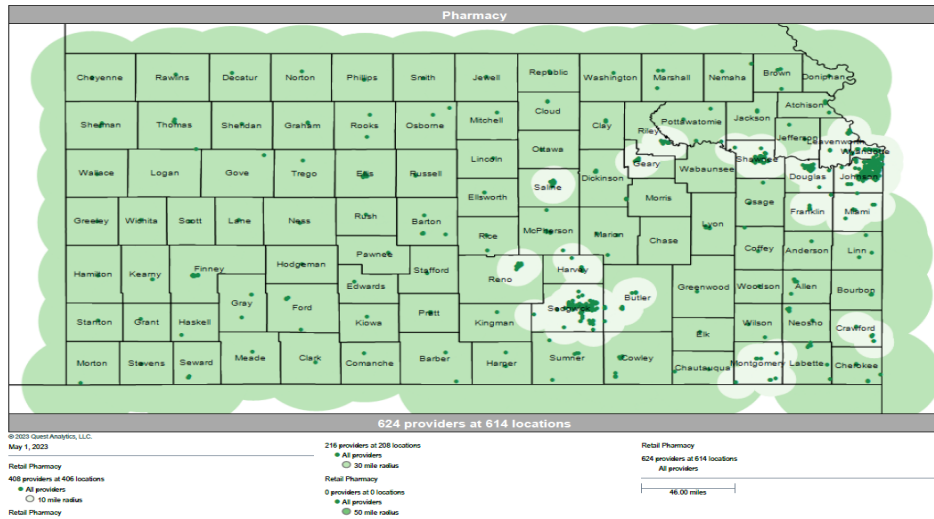 Pharmacy
Cheyenne Rawlins Decatur Norton Phillips Smith Jewell Republic Washington Marshall Nemaha Brown Doniphan
Sherman Thomas Sheridan Graham Rooks Osborne Mitchell Cloud Clay Riley Pottawatomie Jackson Atchison
Jefferson Leavenworth
Wallace Logan Gove Trego Ellis Russell Lincoln Ottawa Saline Dickinson Geary Wabaunsee Shawnee Douglas Johnson
Ellsworth Morris Osage Franklin Miami
Greeley Wichita Scott Lane Ness Rush Barton Rice McPherson Marion Chase Lyon Coffey Anderson Linn
Hamilton Kearny Finney Hodgeman Pawnee Stafford Reno Harvey
Gray Ford Edwards Sedgwick Butler Greenwood Woodson Allen Bourbon
Stanton Grant Haskell Kiowa Pratt Kingman Elk Wilson Neosho Crawford
Morton Stevens Seward Meade Clark Comanche Barber Harper Sumner Cowley Chautauqua Montgomery Labette Cherokee
624 providers at 614 locations
© 2023 Quest Analytics, LLC.
May 1, 2023
Retail Pharmacy
408 providers at 406 locations
All providers
10 mile radius
Retail Pharmacy
216 providers at 208 locations
All providers
30 mile radius
Retail Pharmacy
0 providers at 0 locations
All providers
50 mile radius
Retail Pharmacy
624 providers at 614 locations
All providers
46.00 miles